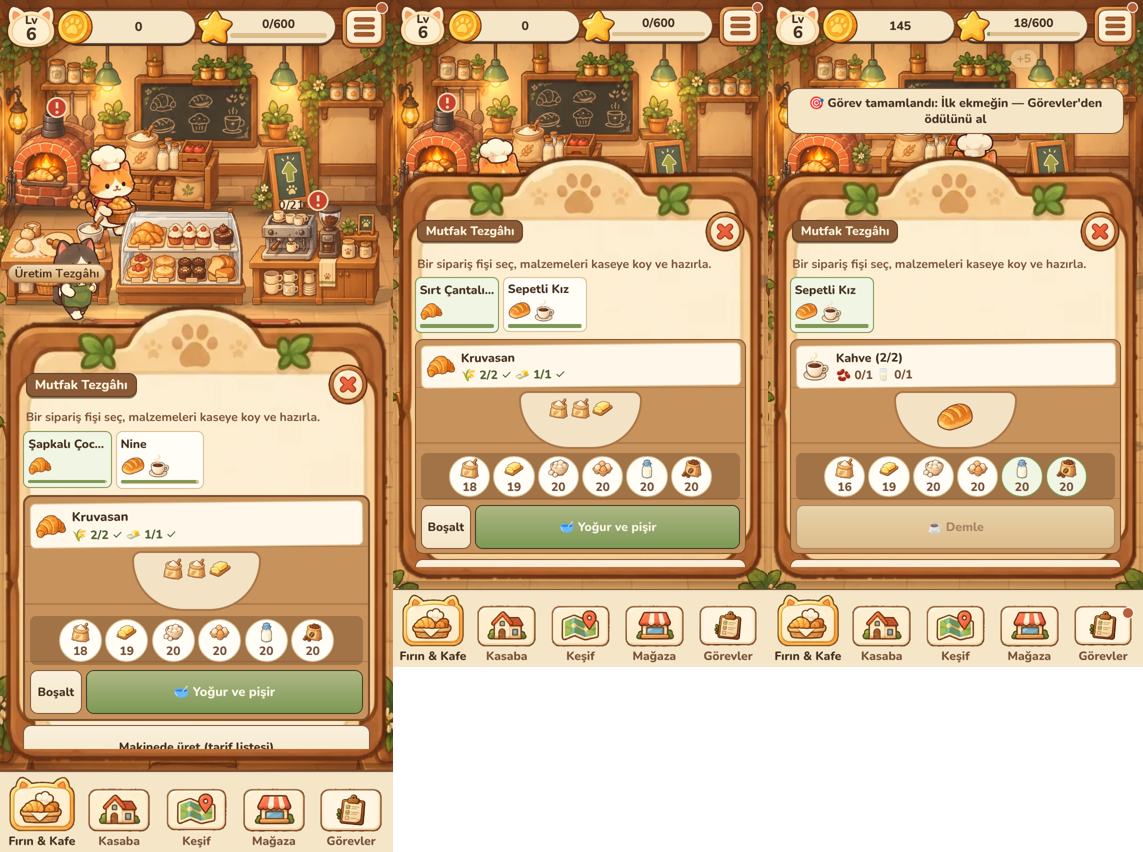 Lv
6
0
0/600
0/21
Üretim Tezgâhı
Mutfak Tezgâhı
Bir sipariş fişi seç, malzemeleri kaseye koy ve hazırla.
Şapkalı Çoc...
Nine
Kruvasan
2/2 ✓ 1/1 ✓
18 19 20 20 20 20
Boşalt
Yoğur ve pişir
Makinede üret (tarif listesi)
Fırın & Kafe
Kasaba
Keşif
Mağaza
Görevler
Lv
6
0
0/600
Mutfak Tezgâhı
Bir sipariş fişi seç, malzemeleri kaseye koy ve hazırla.
Sırt Çantalı...
Sepetli Kız
Kruvasan
2/2 ✓ 1/1 ✓
18 19 20 20 20 20
Boşalt
Yoğur ve pişir
Fırın & Kafe
Kasaba
Keşif
Mağaza
Görevler
Lv
6
145
18/600
+5
Görev tamamlandı: İlk ekmeğin — Görevler'den
ödülünü al
Mutfak Tezgâhı
Bir sipariş fişi seç, malzemeleri kaseye koy ve hazırla.
Sepetli Kız
Kahve (2/2)
0/1 0/1
16 19 20 20 20 20
Demle
Fırın & Kafe
Kasaba
Keşif
Mağaza
Görevler